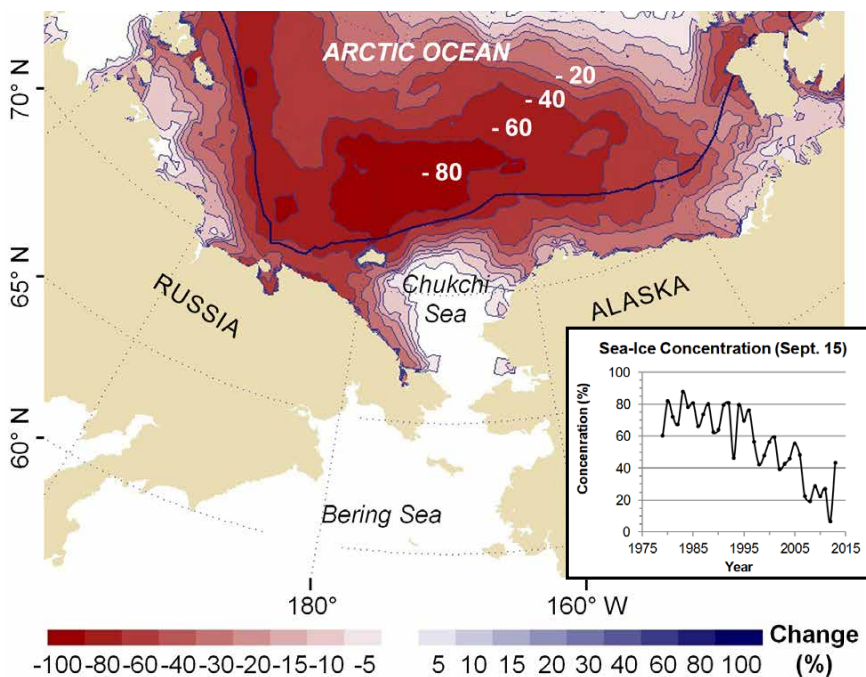 ARCTIC OCEAN
- 20
- 40
- 60
- 80
70° N
65° N
60° N
RUSSIA
Chukchi
Sea
ALASKA
Bering Sea
180°
160° W
Sea-Ice Concentration (Sept. 15)
Concentration (%)
100
80
60
40
20
0
1975 1985 1995 2005 2015
Year
-100 -80 -60 -40 -30 -20 -15 -10 -5
5 10 15 20 30 40 60 80 100
Change
(%)